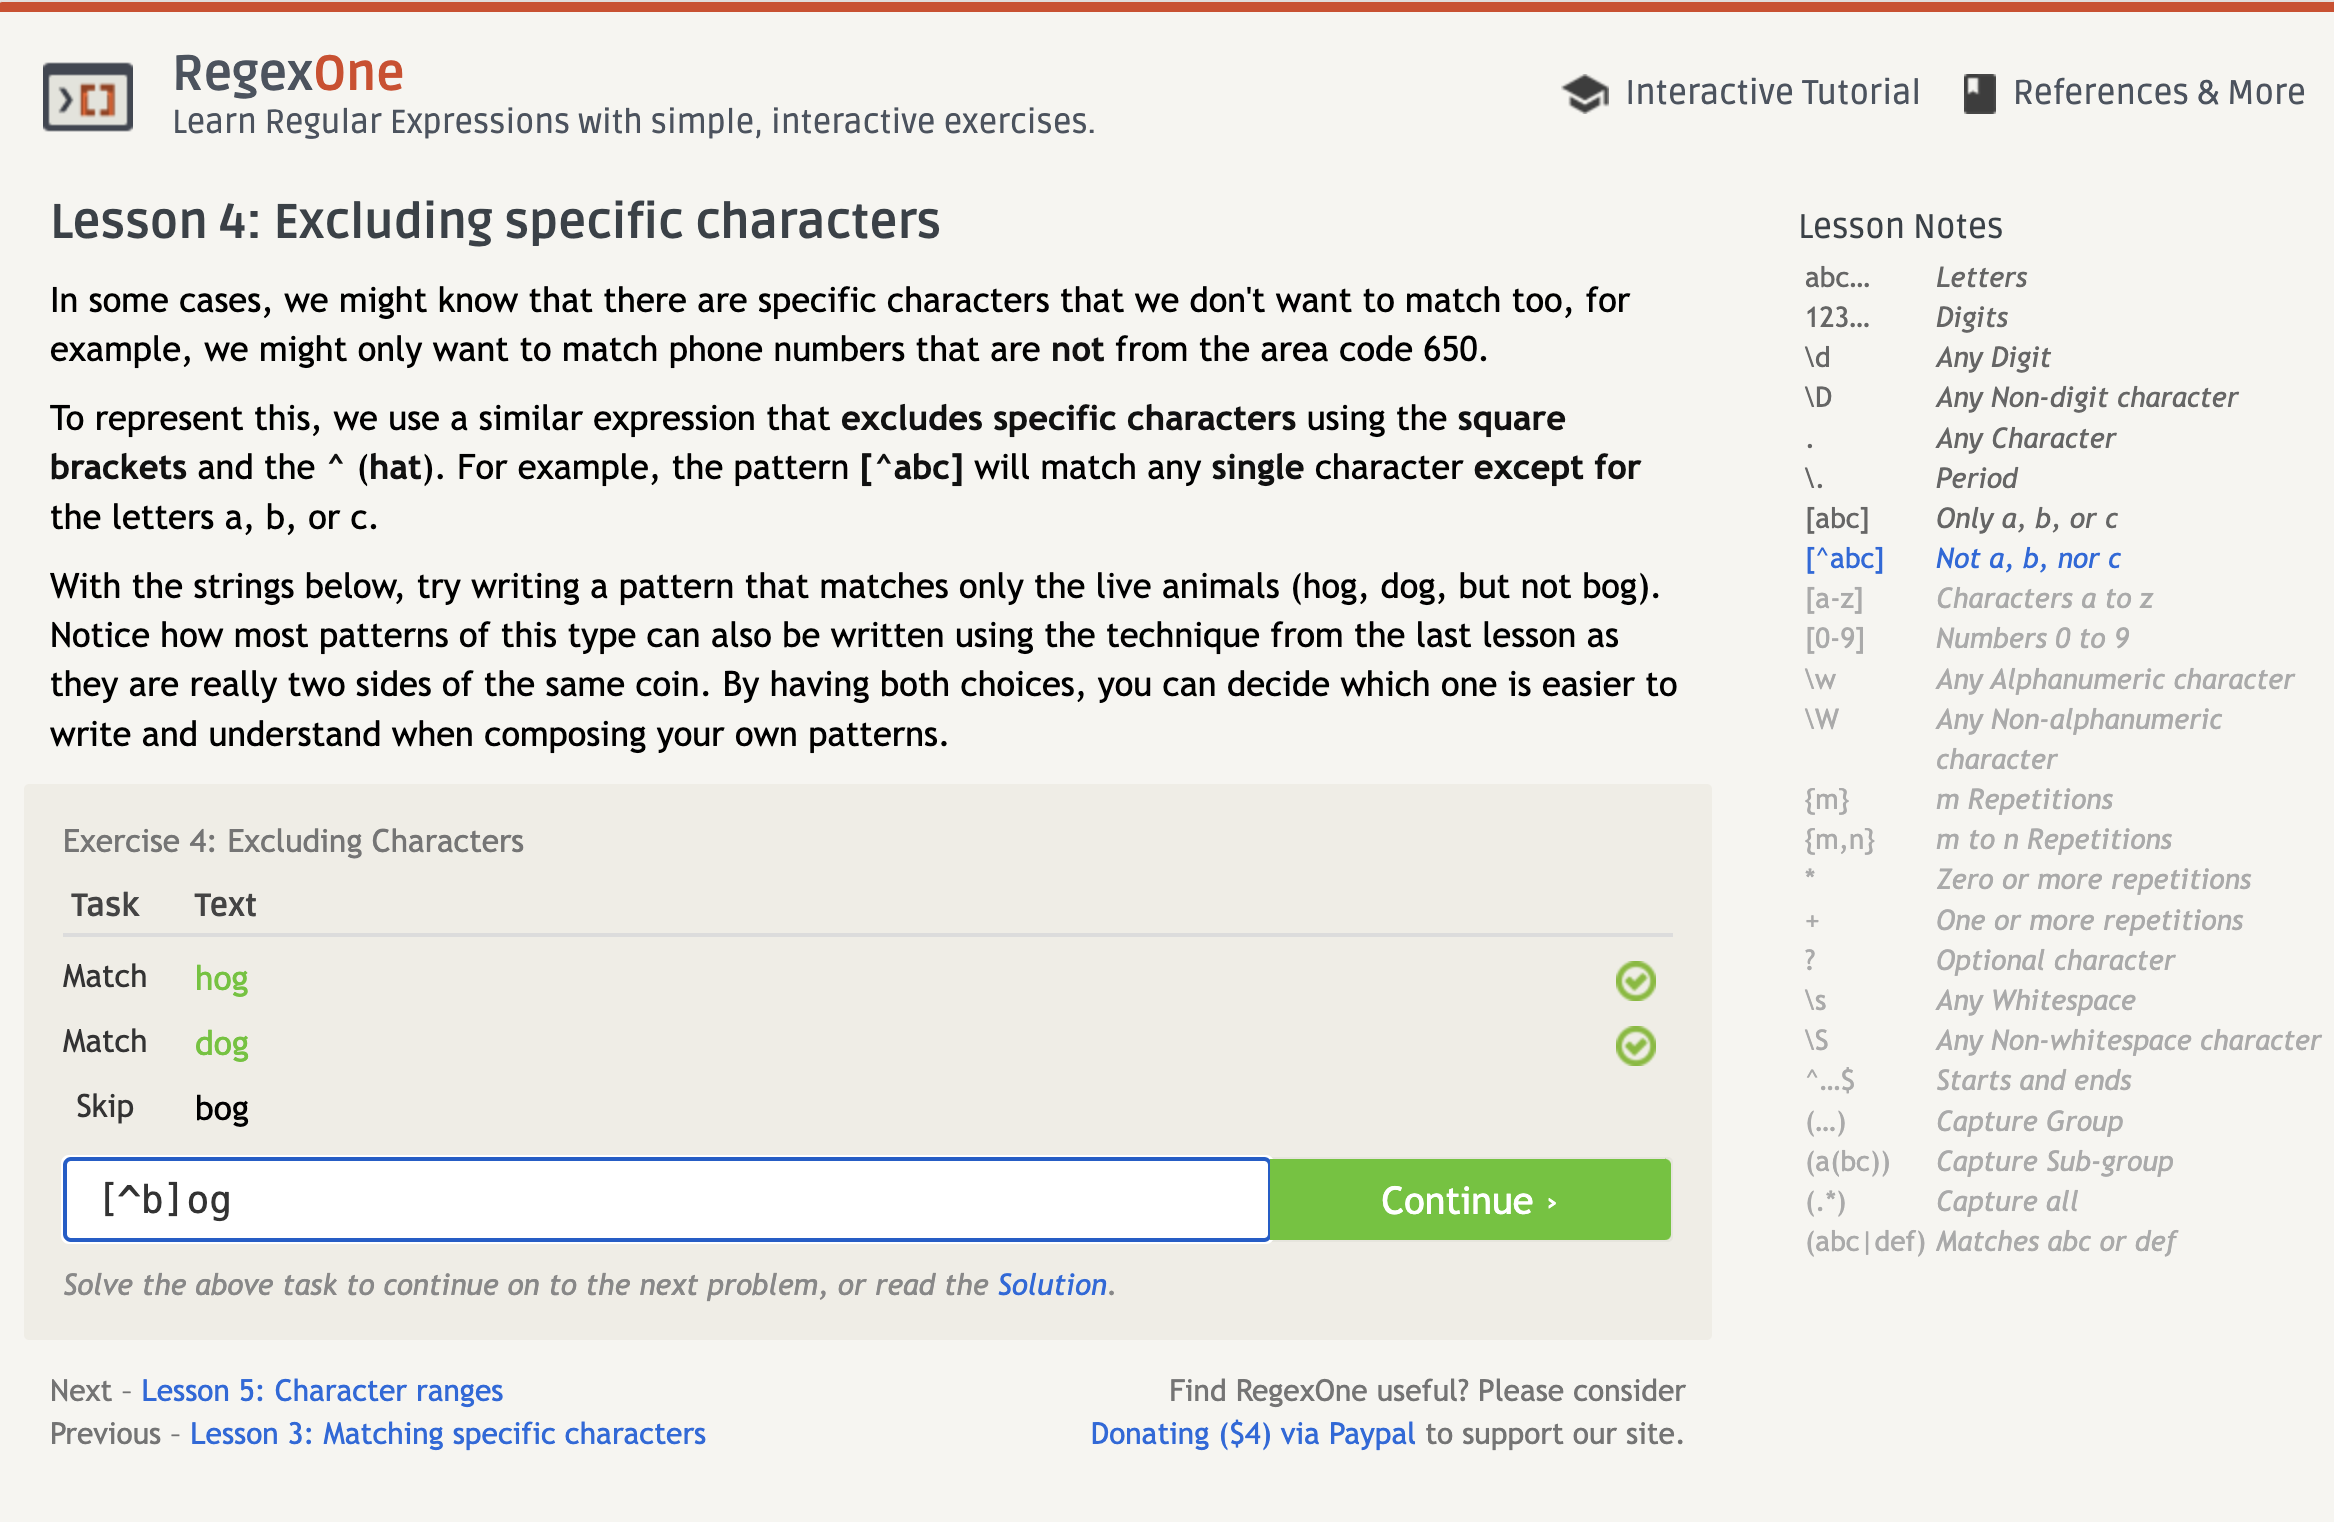 RegexOne
Learn Regular Expressions with simple, interactive exercises.
Interactive Tutorial
References & More
Lesson 4: Excluding specific characters
In some cases, we might know that there are specific characters that we don't want to match too, for
example, we might only want to match phone numbers that are not from the area code 650.
To represent this, we use a similar expression that excludes specific characters using the square
brackets and the ^ (hat). For example, the pattern [^abc] will match any single character except for
the letters a, b, or c.
With the strings below, try writing a pattern that matches only the live animals (hog, dog, but not bog).
Notice how most patterns of this type can also be written using the technique from the last lesson as
they are really two sides of the same coin. By having both choices, you can decide which one is easier to
write and understand when composing your own patterns.
Exercise 4: Excluding Characters
Task Text
Match hog
Match dog
Skip bog
[^b]og
Continue ›
Solve the above task to continue on to the next problem, or read the Solution.
Next – Lesson 5: Character ranges
Previous – Lesson 3: Matching specific characters
Find RegexOne useful? Please consider
Donating ($4) via Paypal to support our site.
Lesson Notes
abc… Letters
123… Digits
\d Any Digit
\D Any Non-digit character
. Any Character
\. Period
[abc] Only a, b, or c
[^abc] Not a, b, nor c
[a-z] Characters a to z
[0-9] Numbers 0 to 9
\w Any Alphanumeric character
\W Any Non-alphanumeric
character
{m} m Repetitions
{m,n} m to n Repetitions
* Zero or more repetitions
+ One or more repetitions
? Optional character
\s Any Whitespace
\S Any Non-whitespace character
^…$ Starts and ends
(…) Capture Group
(a(bc)) Capture Sub-group
(.*) Capture all
(abc|def) Matches abc or def